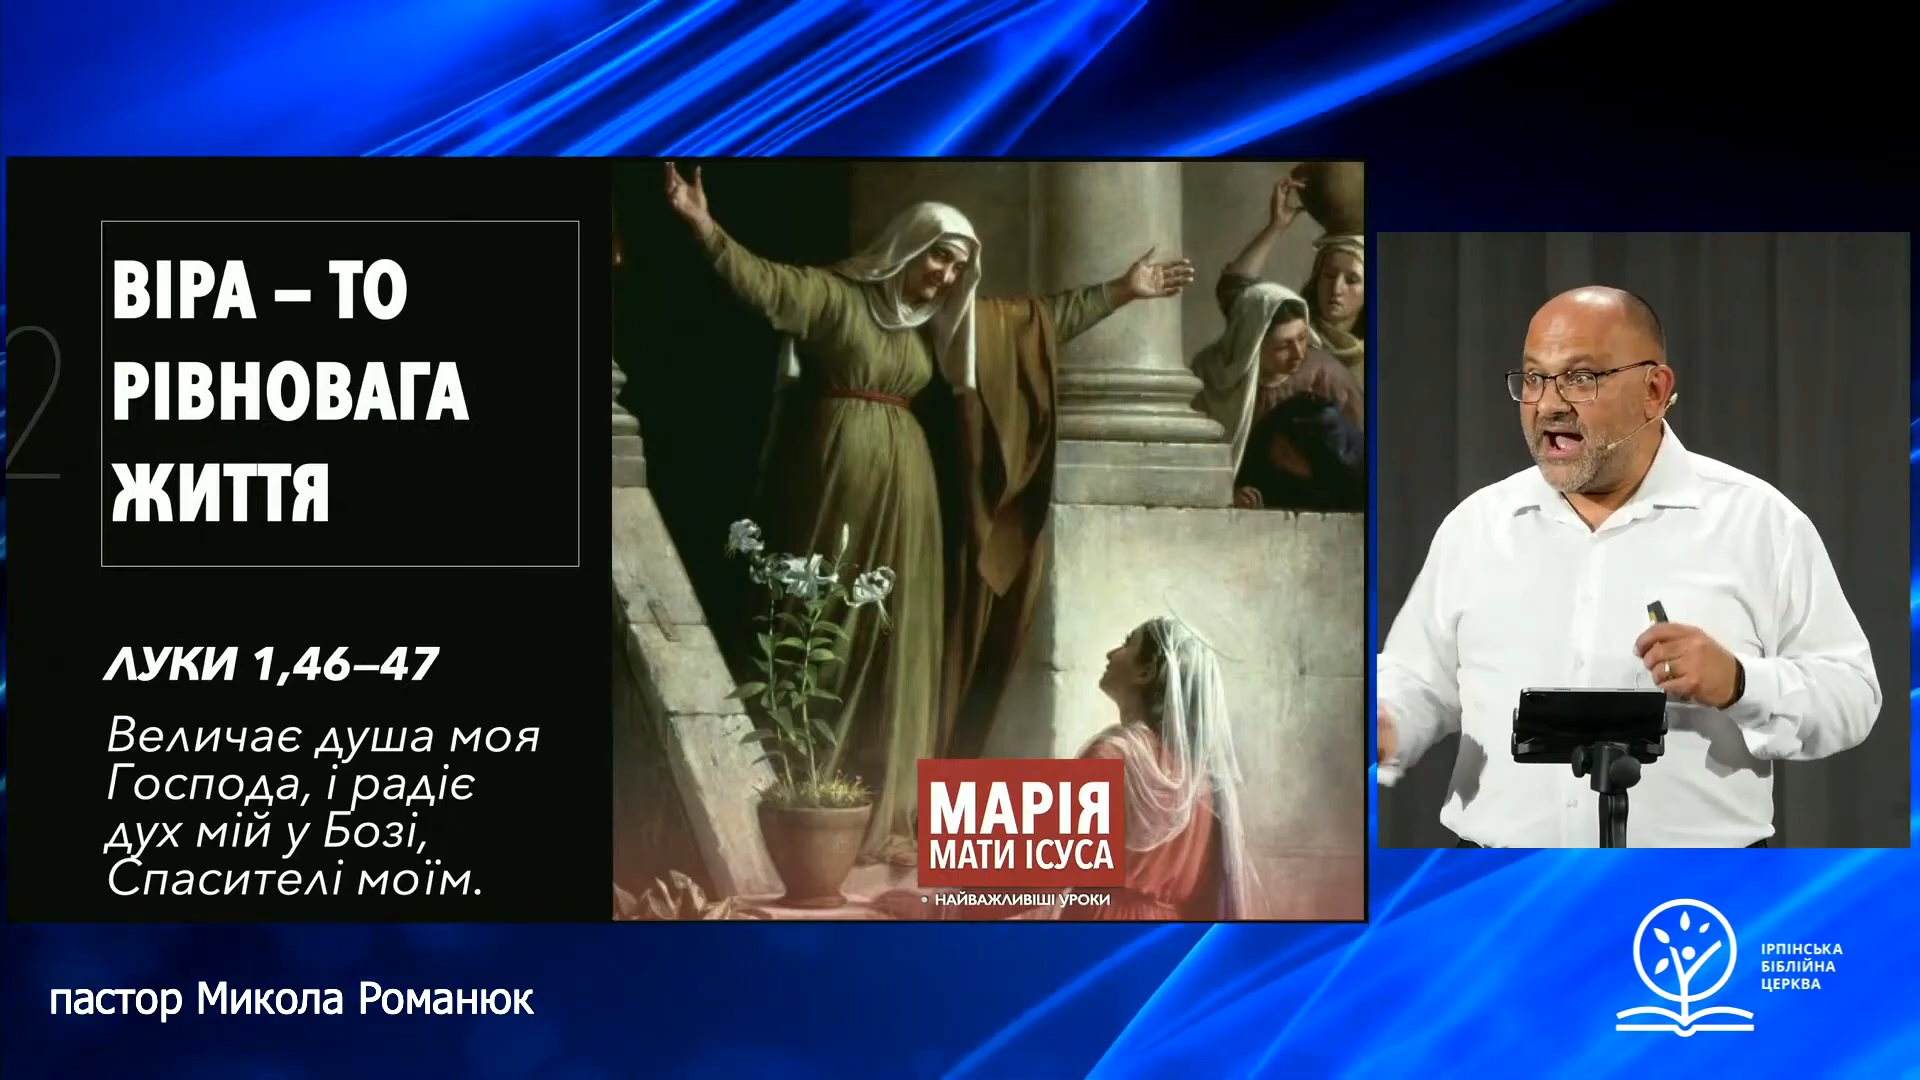 2
ВІРА – ТО
РІВНОВАГА
ЖИТТЯ
ЛУКИ 1,46–47
Величає душа моя
Господа, і радіє
дух мій у Бозі,
Спасителі моїм.
МАРІЯ
МАТИ ІСУСА
• НАЙВАЖЛИВІШІ УРОКИ
пастор Микола Романюк
ІРПІНСЬКА
БІБЛІЙНА
ЦЕРКВА